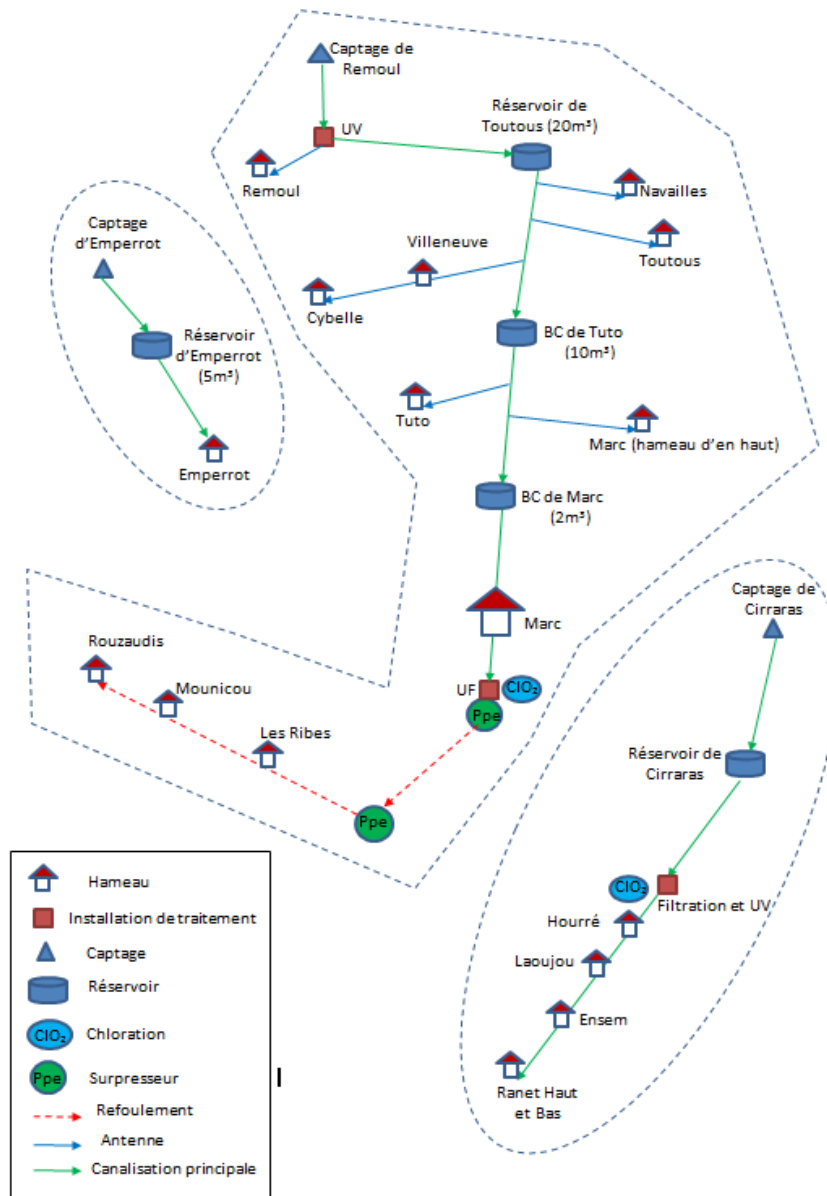 Captage de
Remoul
UV
Remoul
Réservoir de
Toutous (20m³)
Navailles
Toutous
Villeneuve
Cybelle
BC de Tuto
(10m³)
Tuto
Marc (hameau d'en haut)
BC de Marc
(2m³)
Marc
UF
ClO₂
Ppe
Ppe
Les Ribes
Mounicou
Rouzaudis
Captage
d'Emperrot
Réservoir
d'Emperrot
(5m³)
Emperrot
Captage de
Cirraras
Réservoir de
Cirraras
ClO₂
Filtration et UV
Hourré
Laoujou
Ensem
Ranet Haut
et Bas
Hameau
Installation de traitement
Captage
Réservoir
ClO₂ Chloration
Ppe Surpresseur
Refoulement
Antenne
Canalisation principale